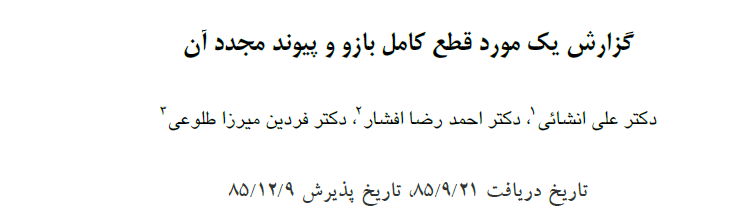 گزارش یک مورد قطع کامل بازو و پیوند مجدد آن
دکتر علی انشائی۱، دکتر احمد رضا افشار۲، دکتر فردین میرزا طلوعی۳
تاریخ دریافت ۸۵/۹/۲۱، تاریخ پذیرش ۸۵/۱۲/۹